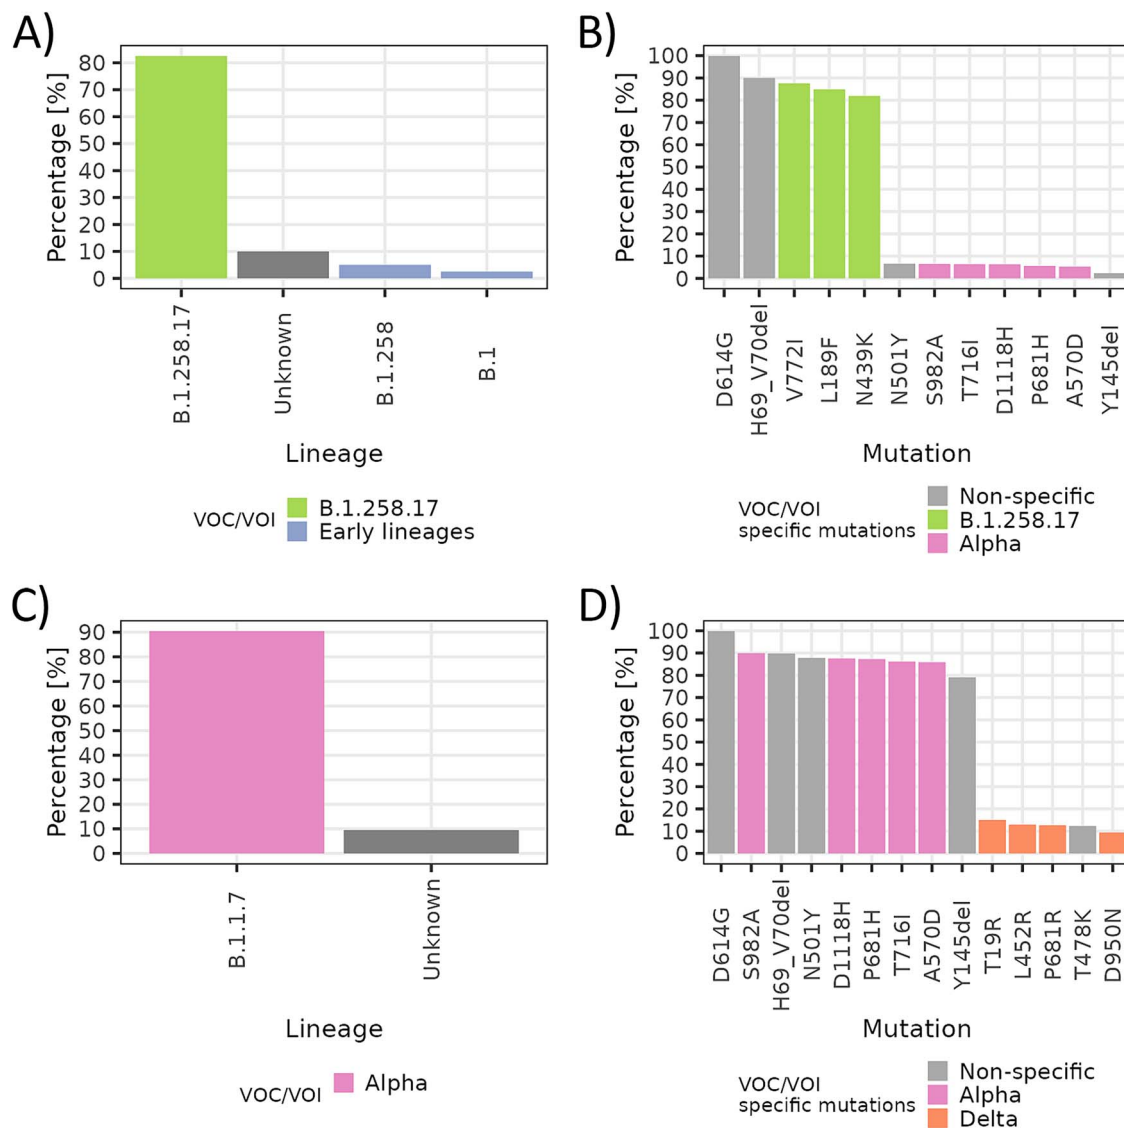 A)
Percentage [%]
80
70
60
50
40
30
20
10
0
B.1.258.17
Unknown
B.1.258
B.1
Lineage
VOC/VOI
B.1.258.17
Early lineages
B)
Percentage [%]
100
90
80
70
60
50
40
30
20
10
0
D614G
H69_V70del
V772I
L189F
N439K
N501Y
S982A
T716I
D1118H
P681H
A570D
Y145del
Mutation
VOC/VOI
specific mutations
Non-specific
B.1.258.17
Alpha
C)
Percentage [%]
90
80
70
60
50
40
30
20
10
0
B.1.1.7
Unknown
Lineage
VOC/VOI
Alpha
D)
Percentage [%]
100
90
80
70
60
50
40
30
20
10
0
D614G
S982A
H69_V70del
N501Y
D1118H
P681H
T716I
A570D
Y145del
T19R
L452R
P681R
T478K
D950N
Mutation
VOC/VOI
specific mutations
Non-specific
Alpha
Delta